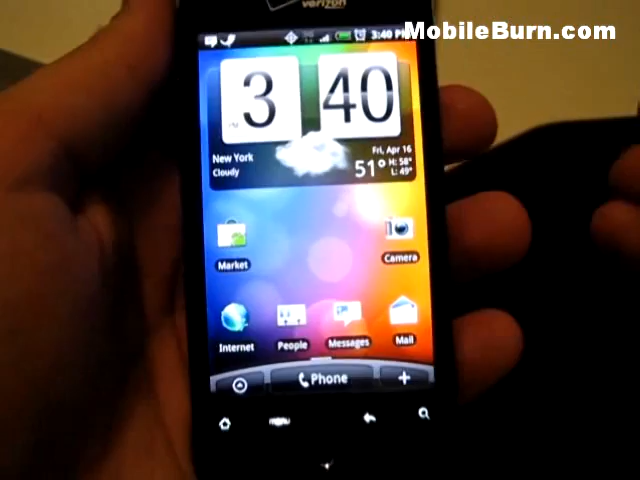 verizon
MobileBurn.com
3:40 PM
3 40
New York
Cloudy
Fri, Apr 16
51°
H: 58°
L: 49°
Market
Camera
Internet
People
Messages
Mail
Phone
menu